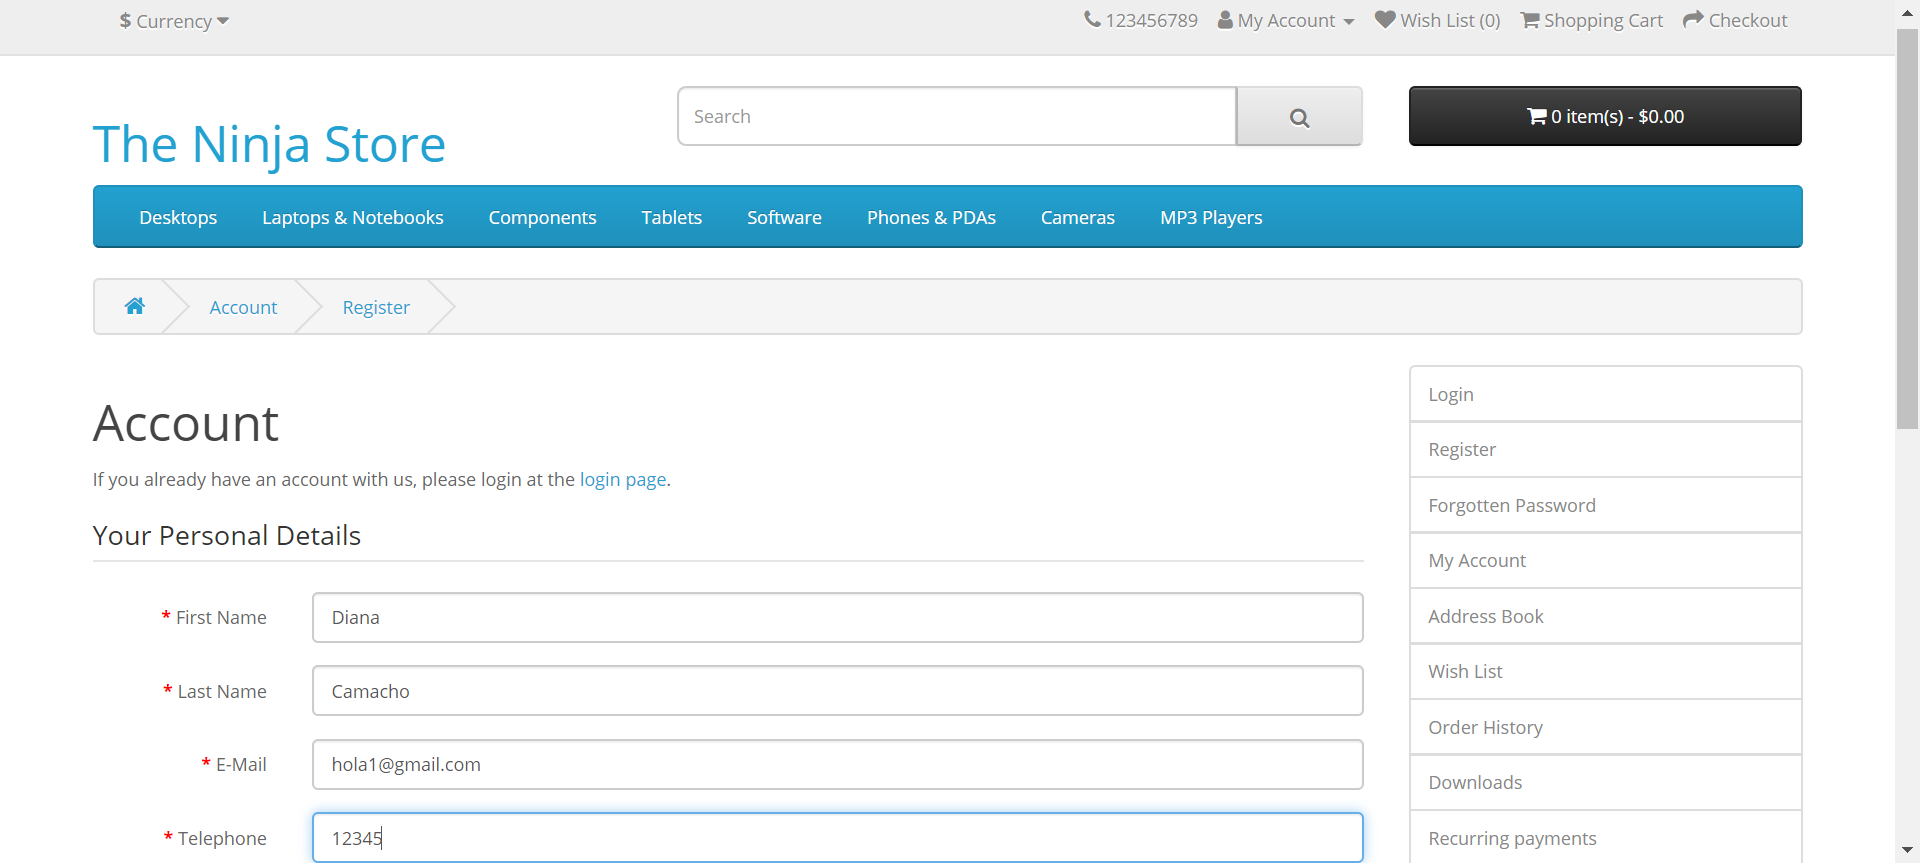 $ Currency
123456789 My Account Wish List (0) Shopping Cart Checkout
The Ninja Store
Search
0 item(s) - $0.00
Desktops Laptops & Notebooks Components Tablets Software Phones & PDAs Cameras MP3 Players
Account Register
Account
If you already have an account with us, please login at the login page.
Your Personal Details
* First Name Diana
* Last Name Camacho
* E-Mail hola1@gmail.com
* Telephone 12345
Login
Register
Forgotten Password
My Account
Address Book
Wish List
Order History
Downloads
Recurring payments